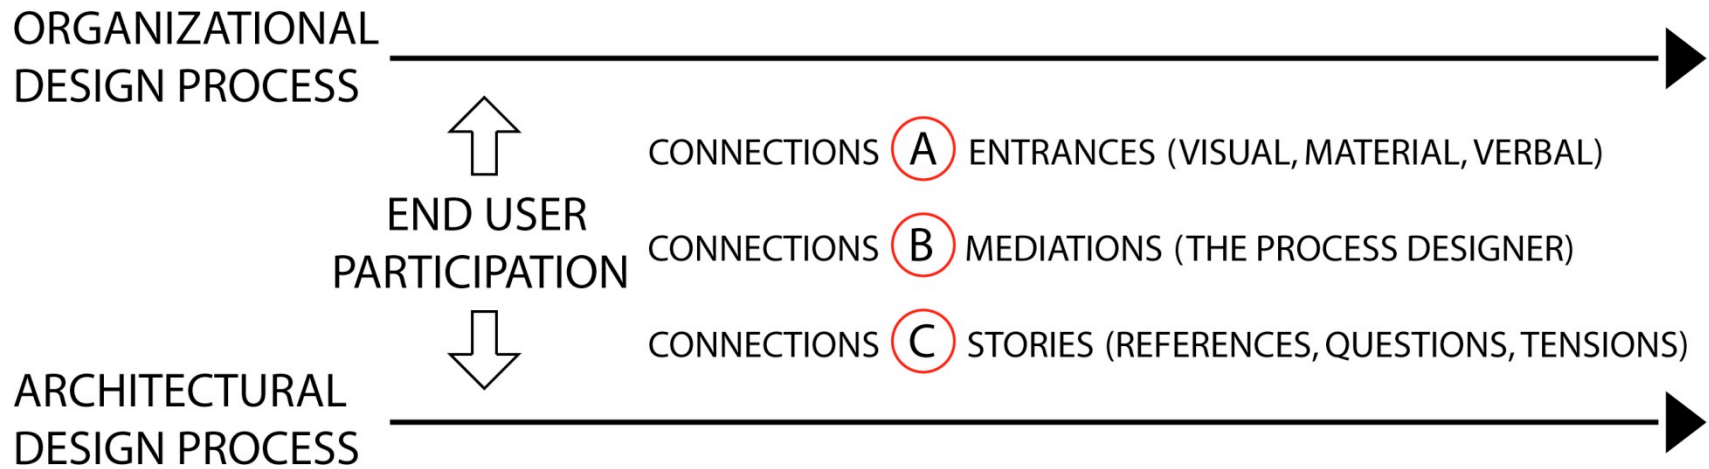 ORGANIZATIONAL
DESIGN PROCESS
CONNECTIONS A ENTRANCES (VISUAL, MATERIAL, VERBAL)
END USER
PARTICIPATION
CONNECTIONS B MEDIATIONS (THE PROCESS DESIGNER)
CONNECTIONS C STORIES (REFERENCES, QUESTIONS, TENSIONS)
ARCHITECTURAL
DESIGN PROCESS